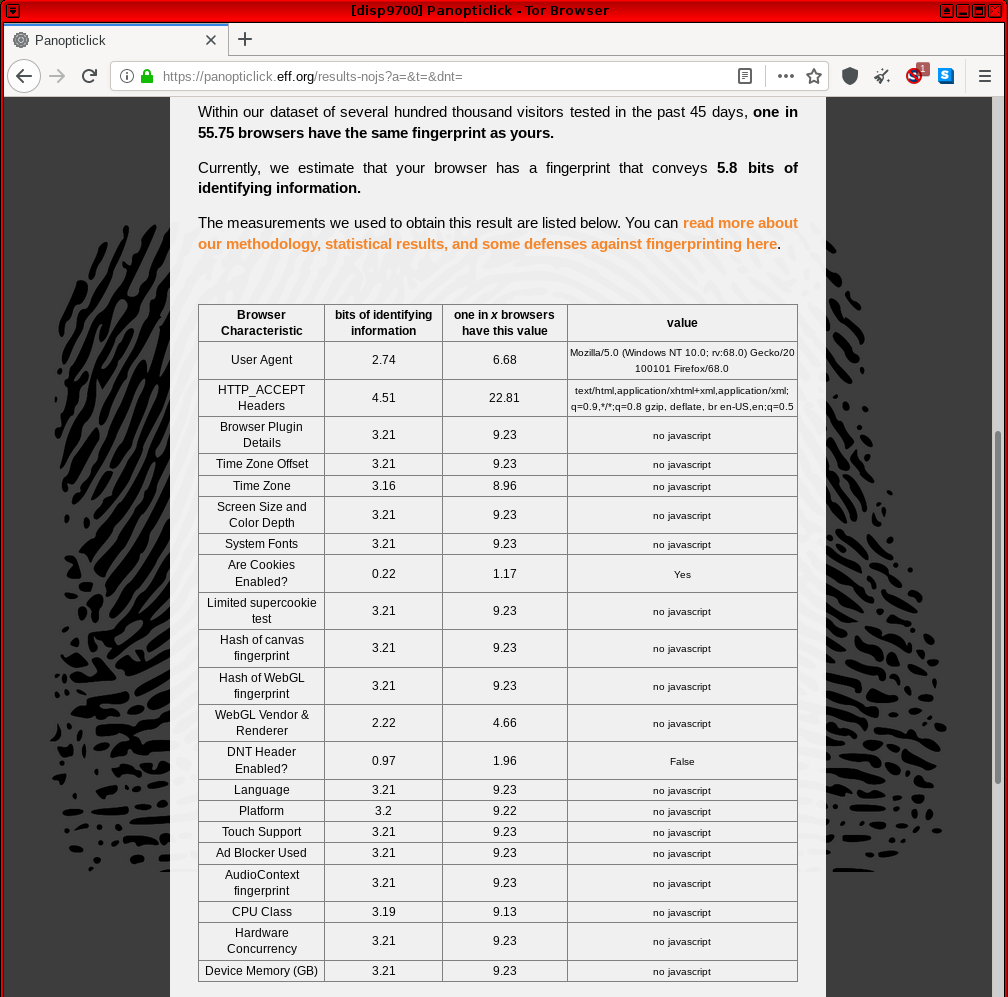 [disp9700] Panopticlick - Tor Browser
Panopticlick
https://panopticlick.eff.org/results-nojs?a=&t=&dnt=
1
Within our dataset of several hundred thousand visitors tested in the past 45 days, one in
55.75 browsers have the same fingerprint as yours.
Currently, we estimate that your browser has a fingerprint that conveys 5.8 bits of
identifying information.
The measurements we used to obtain this result are listed below. You can read more about
our methodology, statistical results, and some defenses against fingerprinting here.
Browser Characteristic bits of identifying information one in x browsers have this value value
User Agent 2.74 6.68 Mozilla/5.0 (Windows NT 10.0; rv:68.0) Gecko/20100101 Firefox/68.0
HTTP_ACCEPT Headers 4.51 22.81 text/html,application/xhtml+xml,application/xml;q=0.9,*/*;q=0.8 gzip, deflate, br en-US,en;q=0.5
Browser Plugin Details 3.21 9.23 no javascript
Time Zone Offset 3.21 9.23 no javascript
Time Zone 3.16 8.96 no javascript
Screen Size and Color Depth 3.21 9.23 no javascript
System Fonts 3.21 9.23 no javascript
Are Cookies Enabled? 0.22 1.17 Yes
Limited supercookie test 3.21 9.23 no javascript
Hash of canvas fingerprint 3.21 9.23 no javascript
Hash of WebGL fingerprint 3.21 9.23 no javascript
WebGL Vendor & Renderer 2.22 4.66 no javascript
DNT Header Enabled? 0.97 1.96 False
Language 3.21 9.23 no javascript
Platform 3.2 9.22 no javascript
Touch Support 3.21 9.23 no javascript
Ad Blocker Used 3.21 9.23 no javascript
AudioContext fingerprint 3.21 9.23 no javascript
CPU Class 3.19 9.13 no javascript
Hardware Concurrency 3.21 9.23 no javascript
Device Memory (GB) 3.21 9.23 no javascript